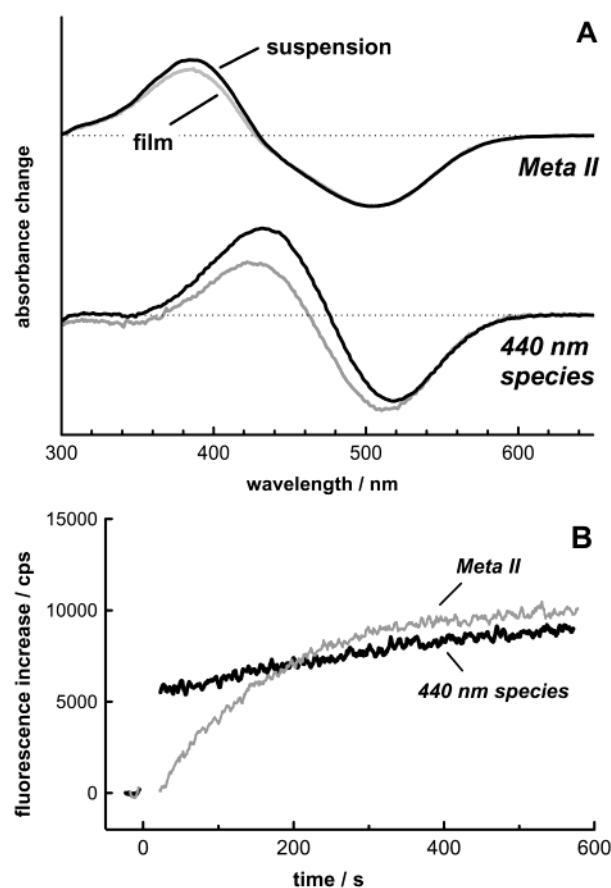 A
suspension
film
Meta II
440 nm
species
absorbance change
300
400
500
600
wavelength / nm
B
15000
10000
5000
0
Meta II
440 nm species
fluorescence increase / cps
0
200
400
600
time / s